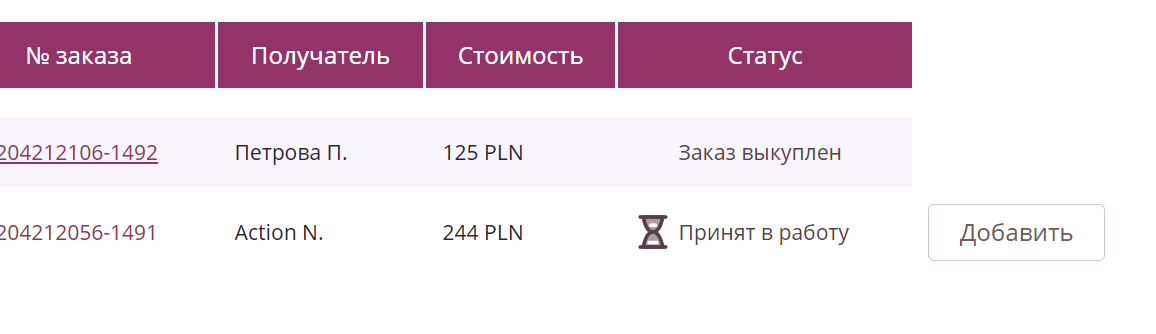 № заказа Получатель Стоимость Статус
204212106-1492 Петрова П. 125 PLN Заказ выкуплен
204212056-1491 Action N. 244 PLN Принят в работу Добавить